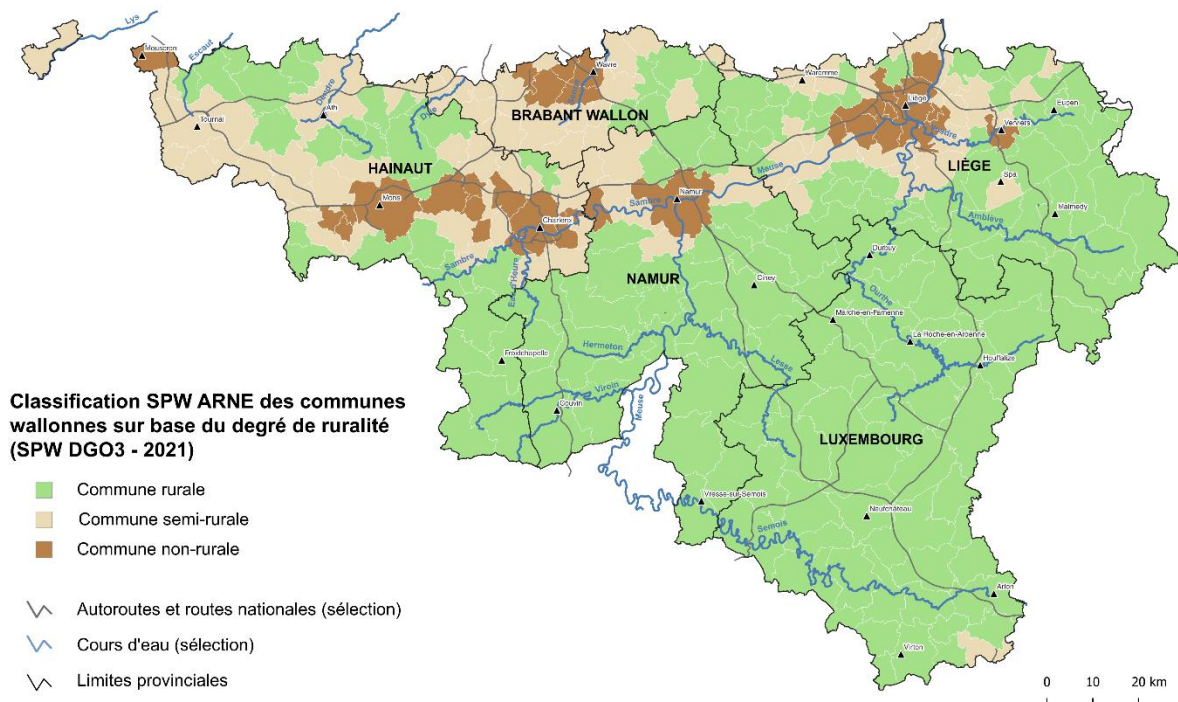 Lys
Mouscron
Escaut
Tournai
Dendre
Ath
Wavre
BRABANT WALLON
Waremme
Liège
Eupen
Verviers
Vesdre
LIÈGE
Spa
Malmedy
Amblève
HAINAUT
Mons
Charleroi
Sambre
Namur
Meuse
Sambre
Eau d'Heure
NAMUR
Ciney
Durbuy
Ourthe
Marche-en-Famenne
La Roche-en-Ardenne
Houffalize
Hermeton
Lesse
Froidchapelle
Viroin
Couvin
Meuse
LUXEMBOURG
Vresse-sur-Semois
Semois
Neufchâteau
Arlon
Virton
Classification SPW ARNE des communes
wallonnes sur base du degré de ruralité
(SPW DGO3 - 2021)
Commune rurale
Commune semi-rurale
Commune non-rurale
Autoroutes et routes nationales (sélection)
Cours d'eau (sélection)
Limites provinciales
0 10 20 km